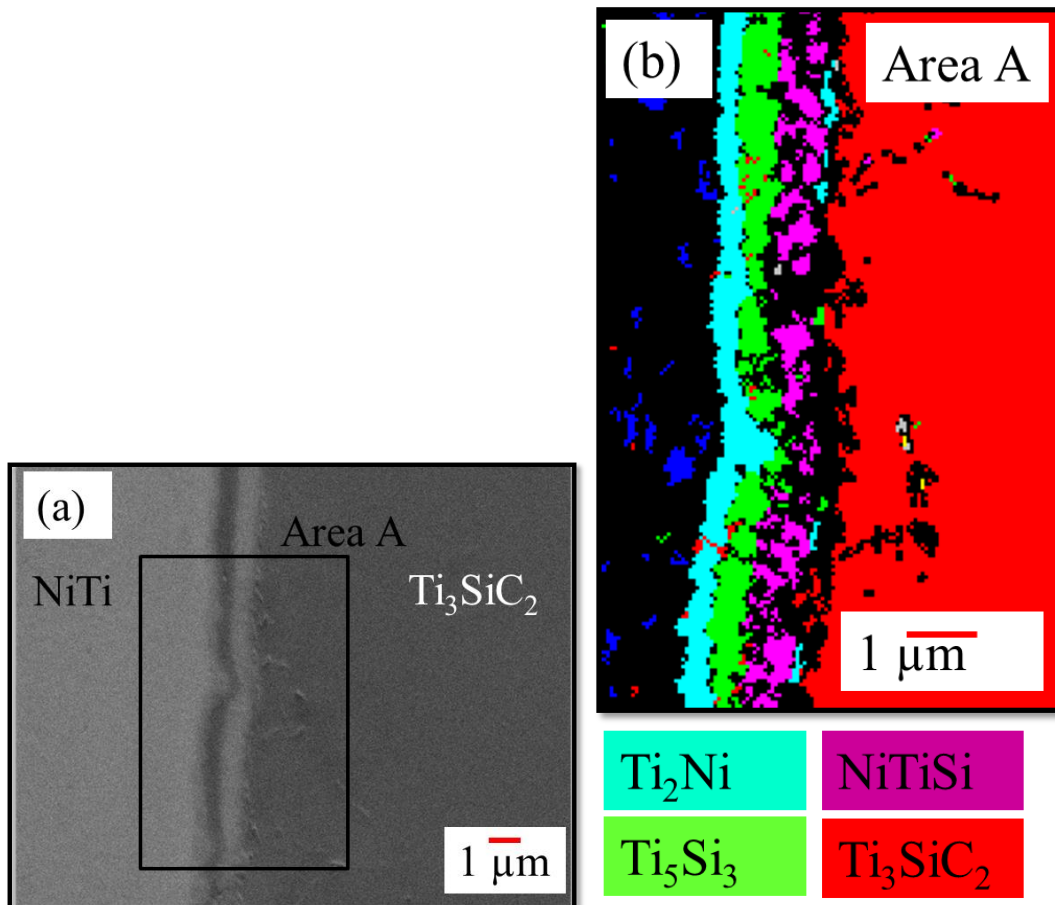 (b)
Area A
1 µm
(a)
Area A
NiTi
Ti₃SiC₂
1 µm
Ti₂Ni
NiTiSi
Ti₅Si₃
Ti₃SiC₂